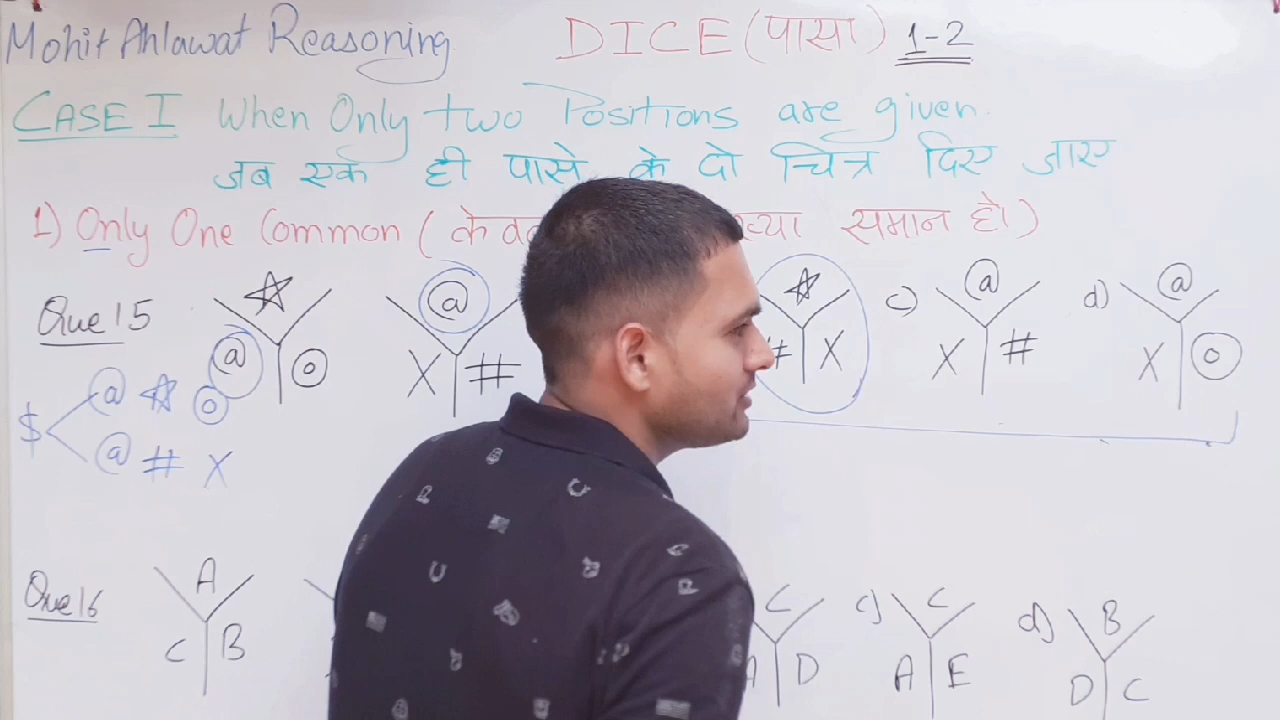 Mohit Ahlawat Reasoning DICE (पासा) 1-2
CASE I When Only two Positions are given.
जब एक ही पासे के दो चित्र दिए जाए
1) Only One Common ( समान हो)
Que 15 ☆ @ ☆ c) @ d) @
@ O X # # X X # X O
$ @ ☆ O
@ # X
Que 16 A C c) C d) B
C B A D A E D C